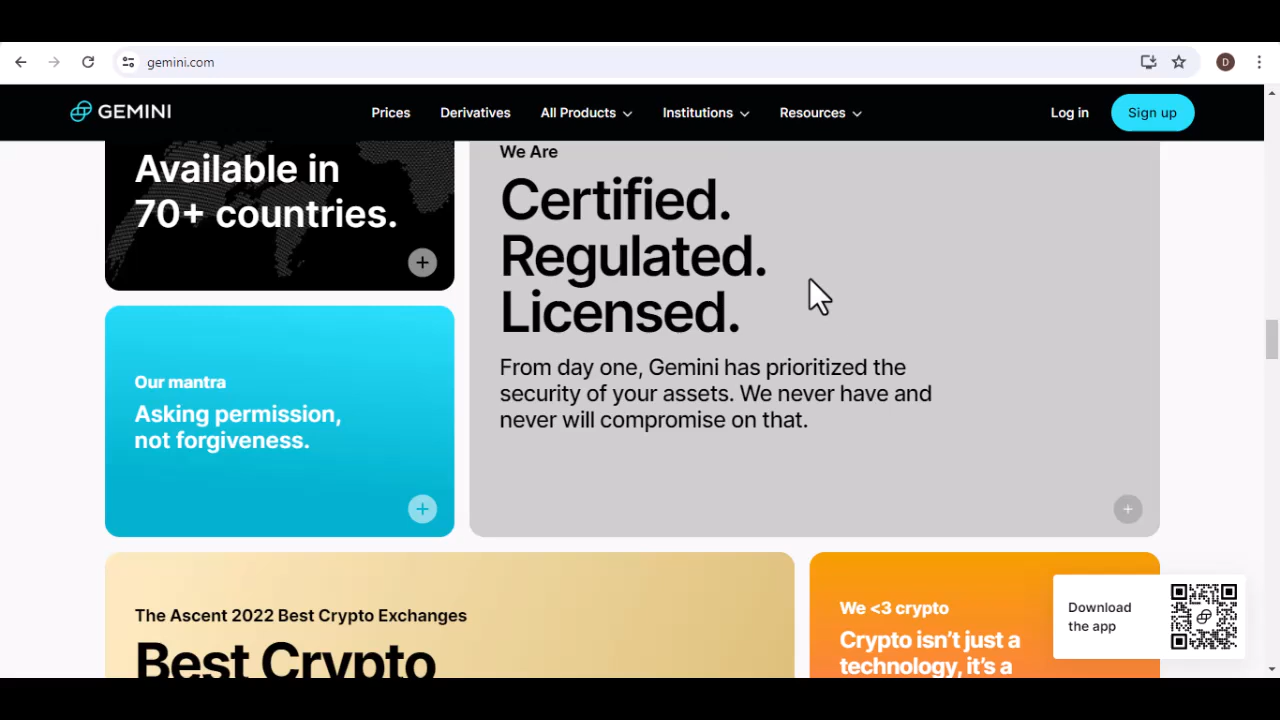 gemini.com
D
GEMINI
Prices
Derivatives
All Products
Institutions
Resources
Log in
Sign up
Available in
70+ countries.
We Are
Certified.
Regulated.
Licensed.
From day one, Gemini has prioritized the
security of your assets. We never have and
never will compromise on that.
Our mantra
Asking permission,
not forgiveness.
The Ascent 2022 Best Crypto Exchanges
Best Crypto
We <3 crypto
Crypto isn’t just a
technology, it’s a
Download
the app